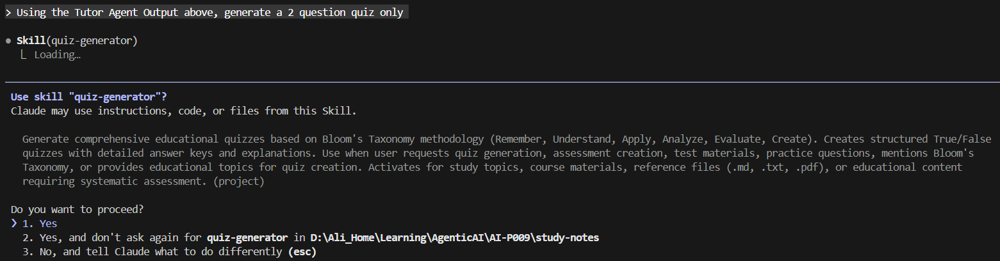 > Using the Tutor Agent Output above, generate a 2 question quiz only
● Skill(quiz-generator)
⎿ Loading…
Use skill "quiz-generator"?
Claude may use instructions, code, or files from this Skill.
Generate comprehensive educational quizzes based on Bloom's Taxonomy methodology (Remember, Understand, Apply, Analyze, Evaluate, Create). Creates structured True/False
quizzes with detailed answer keys and explanations. Use when user requests quiz generation, assessment creation, test materials, practice questions, mentions Bloom's
Taxonomy, or provides educational topics for quiz creation. Activates for study topics, course materials, reference files (.md, .txt, .pdf), or educational content
requiring systematic assessment. (project)
Do you want to proceed?
❯ 1. Yes
2. Yes, and don't ask again for quiz-generator in D:\Ali_Home\Learning\AgenticAI\AI-P009\study-notes
3. No, and tell Claude what to do differently (esc)